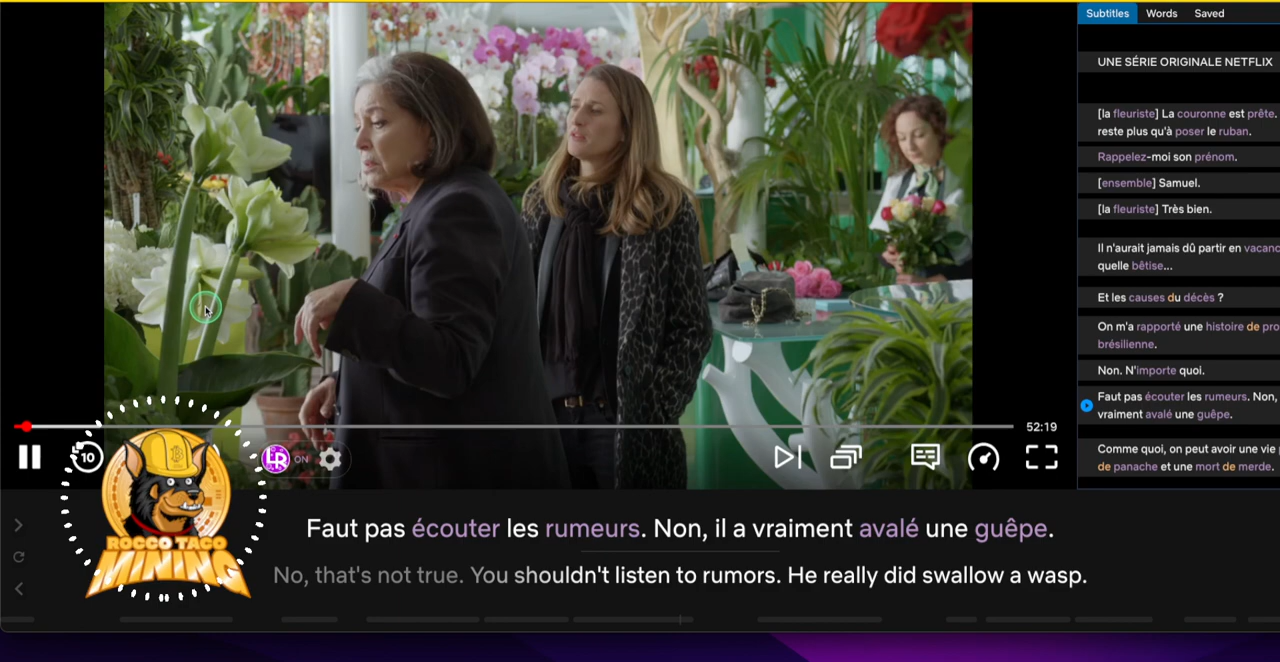 Subtitles Words Saved
UNE SÉRIE ORIGINALE NETFLIX
[la fleuriste] La couronne est prête.
reste plus qu'à poser le ruban.
Rappelez-moi son prénom.
[ensemble] Samuel.
[la fleuriste] Très bien.
Il n'aurait jamais dû partir en
quelle bêtise...
Et les causes du décès ?
On m'a rapporté une histoire de
brésilienne.
Non. N'importe quoi.
Faut pas écouter les rumeurs. Non,
vraiment avalé une guêpe.
Comme quoi, on peut avoir une vie
de panache et une mort de merde.
52:19
10
LR ON
ROCCO TACO
MINING
Faut pas écouter les rumeurs. Non, il a vraiment avalé une guêpe.
No, that's not true. You shouldn't listen to rumors. He really did swallow a wasp.